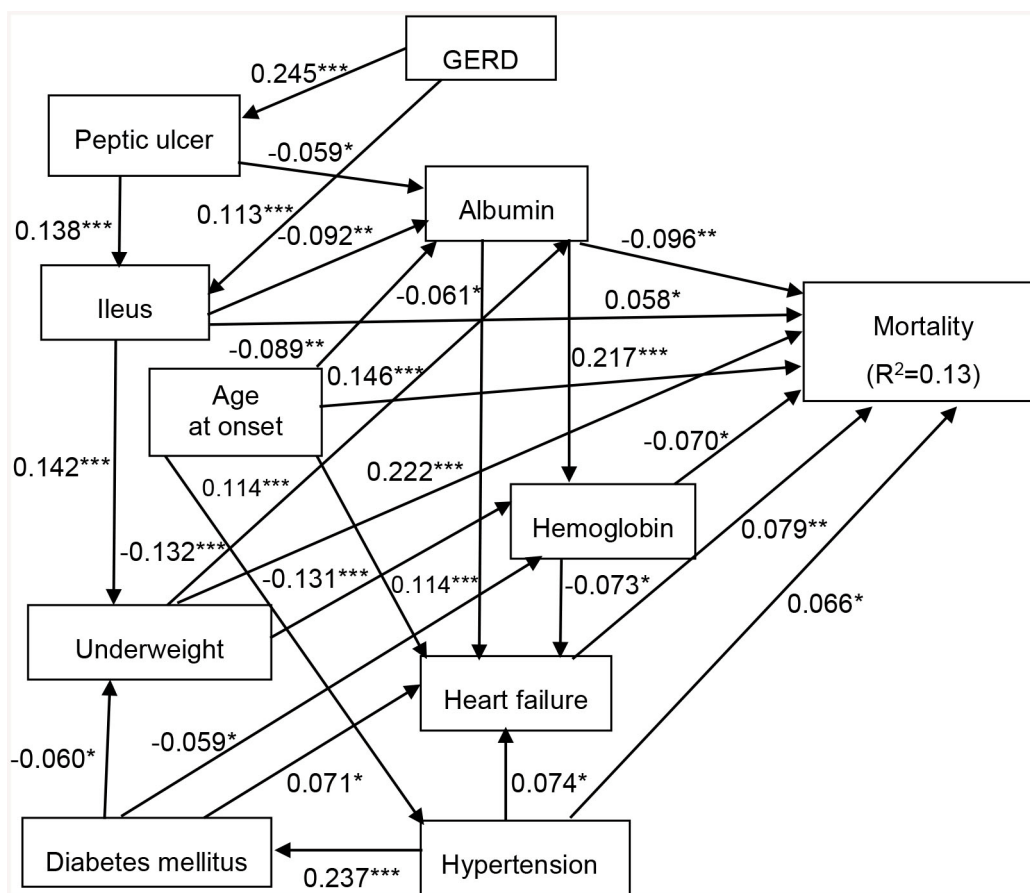 GERD
0.245***
Peptic ulcer
-0.059*
Albumin
0.113***
0.138***
-0.092**
-0.096**
Ileus
-0.061*
0.058*
Mortality
(R²=0.13)
-0.089**
0.217***
0.146***
Age
at onset
-0.070*
0.142***
0.222***
0.114***
Hemoglobin
-0.132***
-0.131***
0.114***
-0.073*
0.079**
0.066*
Underweight
Heart failure
-0.059*
-0.060*
0.071*
0.074*
Diabetes mellitus
0.237***
Hypertension